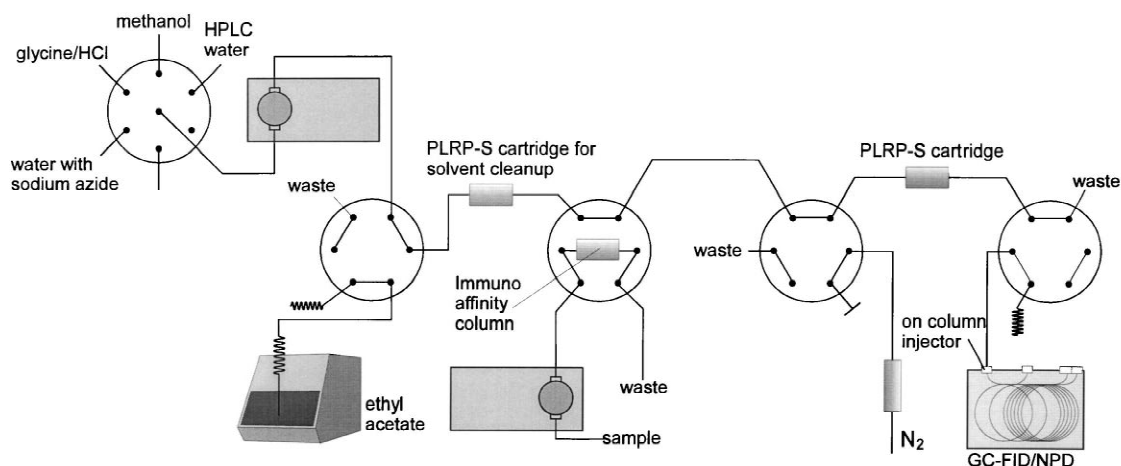 methanol
glycine/HCl
HPLC
water
water with
sodium azide
waste
PLRP-S cartridge for
solvent cleanup
PLRP-S cartridge
waste
waste
Immuno
affinity
column
on column
injector
ethyl
acetate
waste
sample
N₂
GC-FID/NPD